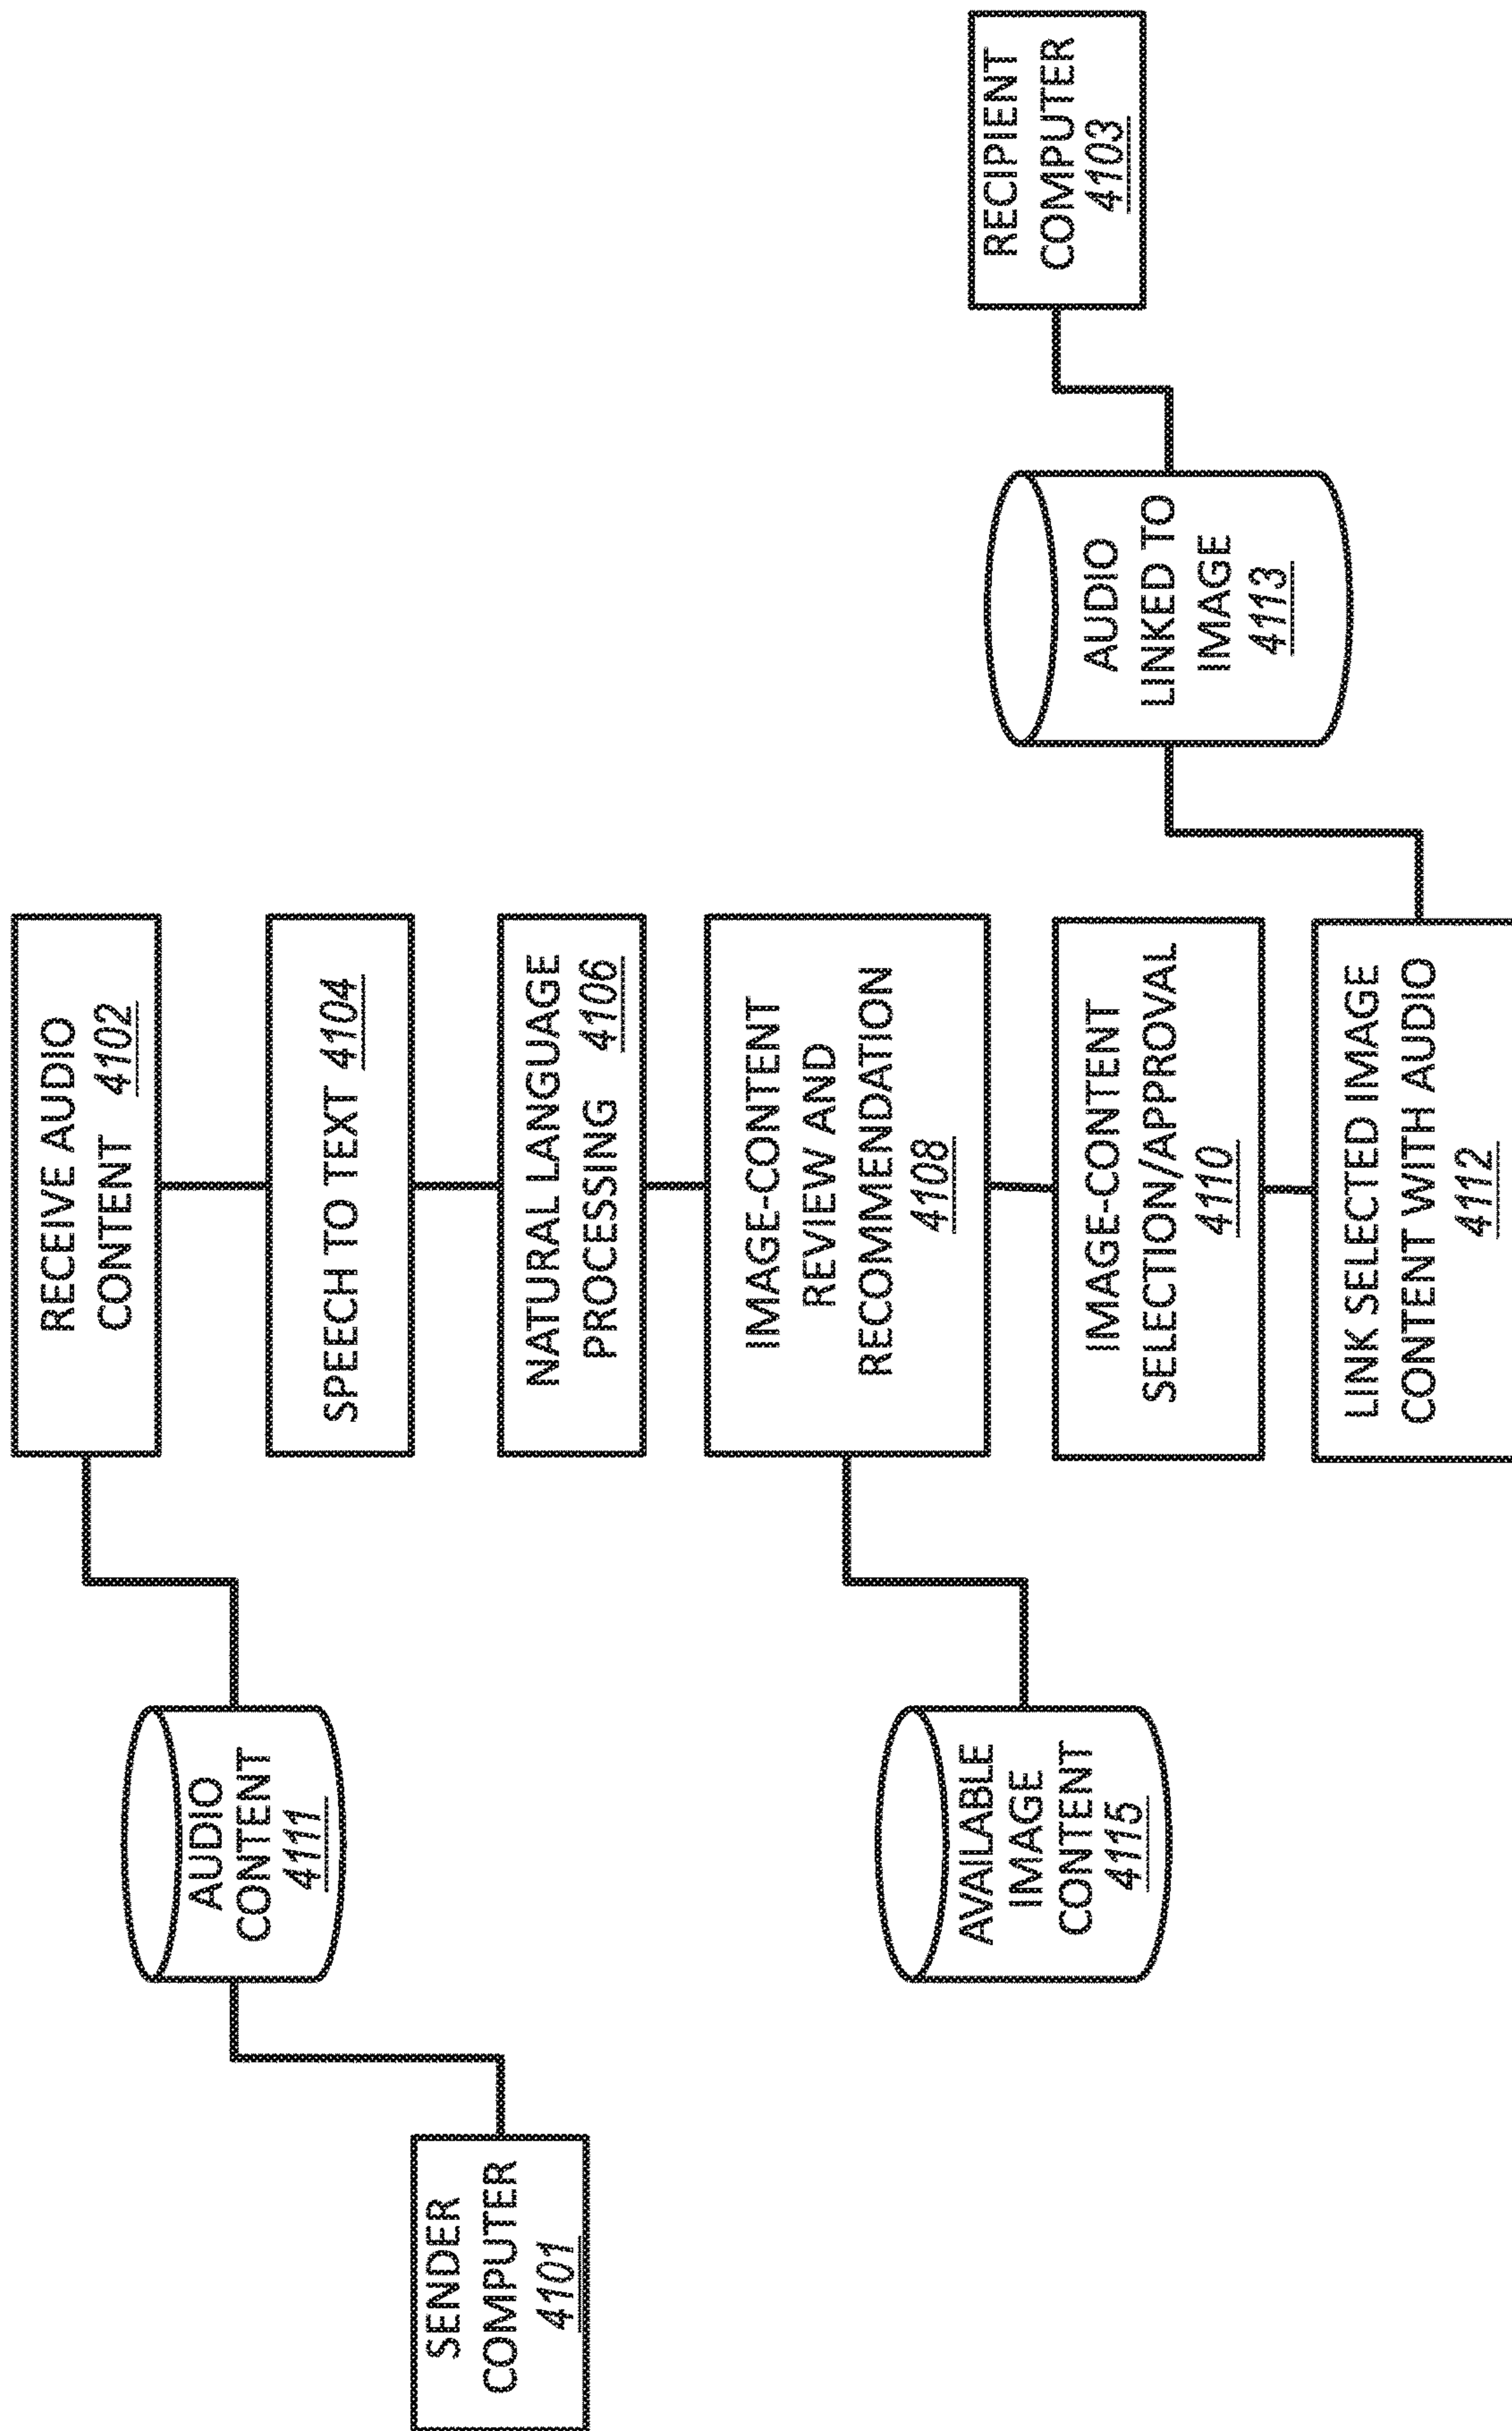 SENDER
COMPUTER
4101
AUDIO
CONTENT
4111
AVAILABLE
IMAGE
CONTENT
4115
RECEIVE AUDIO
CONTENT 4102
SPEECH TO TEXT 4104
NATURAL LANGUAGE
PROCESSING 4106
IMAGE-CONTENT
REVIEW AND
RECOMMENDATION
4108
IMAGE-CONTENT
SELECTION/APPROVAL
4110
LINK SELECTED IMAGE
CONTENT WITH AUDIO
4112
AUDIO
LINKED TO
IMAGE
4113
RECIPIENT
COMPUTER
4103